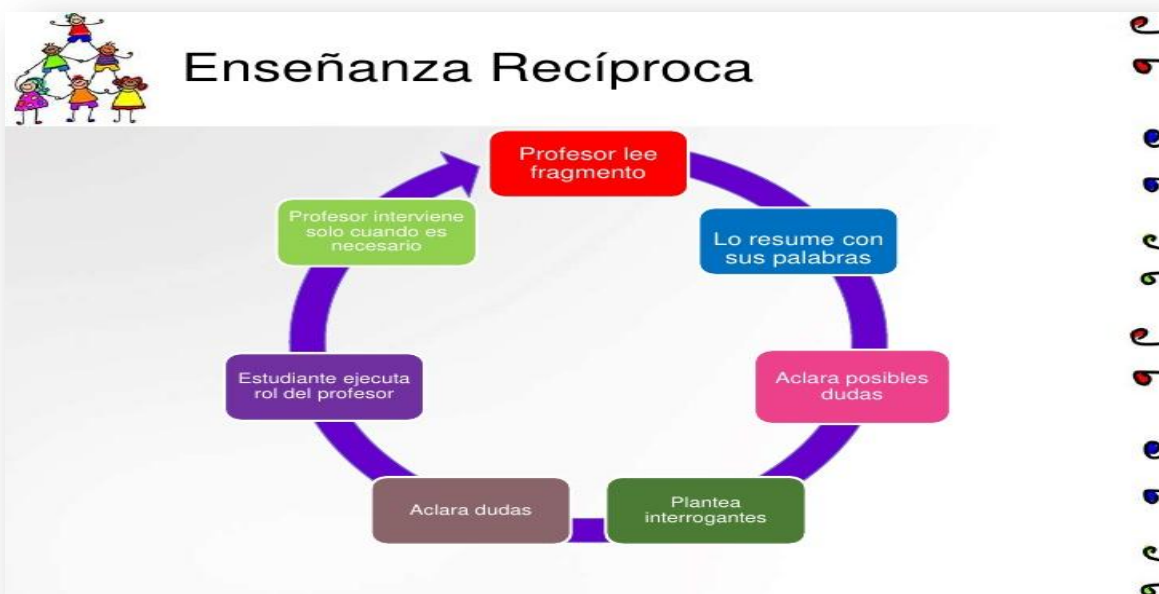 Enseñanza Recíproca
Profesor lee
fragmento
Lo resume con
sus palabras
Aclara posibles
dudas
Plantea
interrogantes
Aclara dudas
Estudiante ejecuta
rol del profesor
Profesor interviene
solo cuando es
necesario